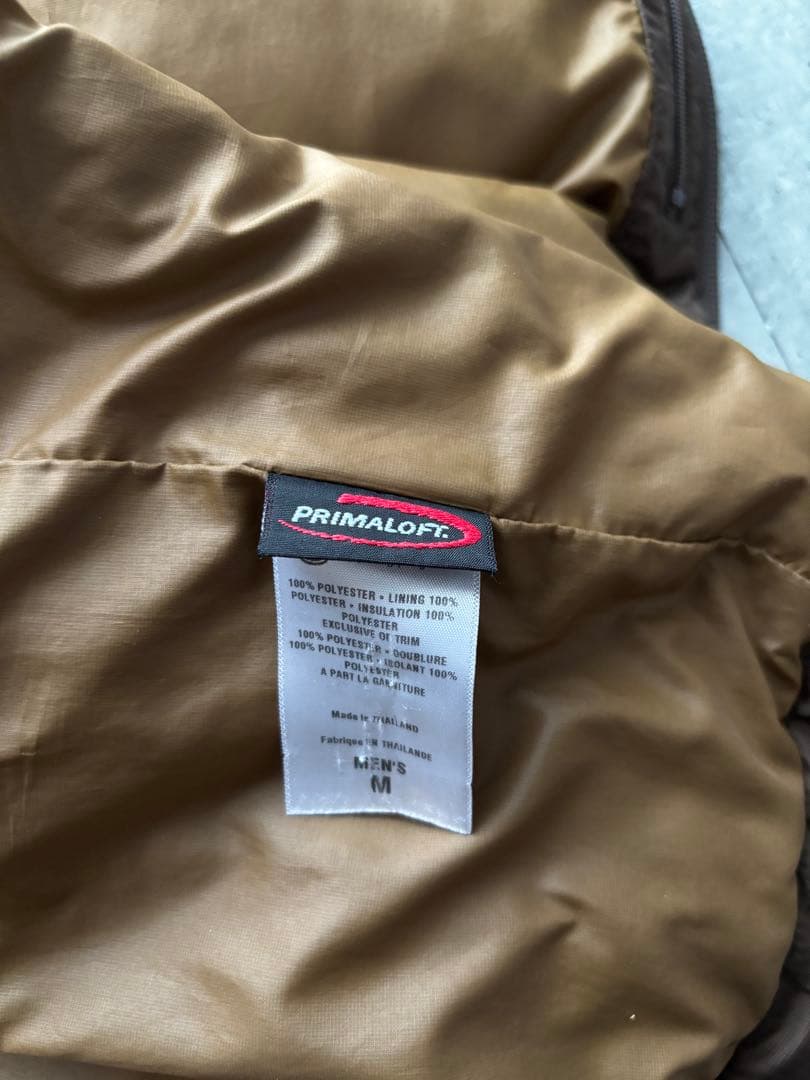 PRIMALOFT.
100% POLYESTER • LINING 100%
POLYESTER • INSULATION 100%
POLYESTER
EXCLUSIVE OF TRIM
100% POLYESTER • DOUBLURE
100% POLYESTER • ISOLANT 100%
POLYESTER
A PART LA GARNITURE
Made in THAILAND
Fabrique EN THAILANDE
MEN'S
M